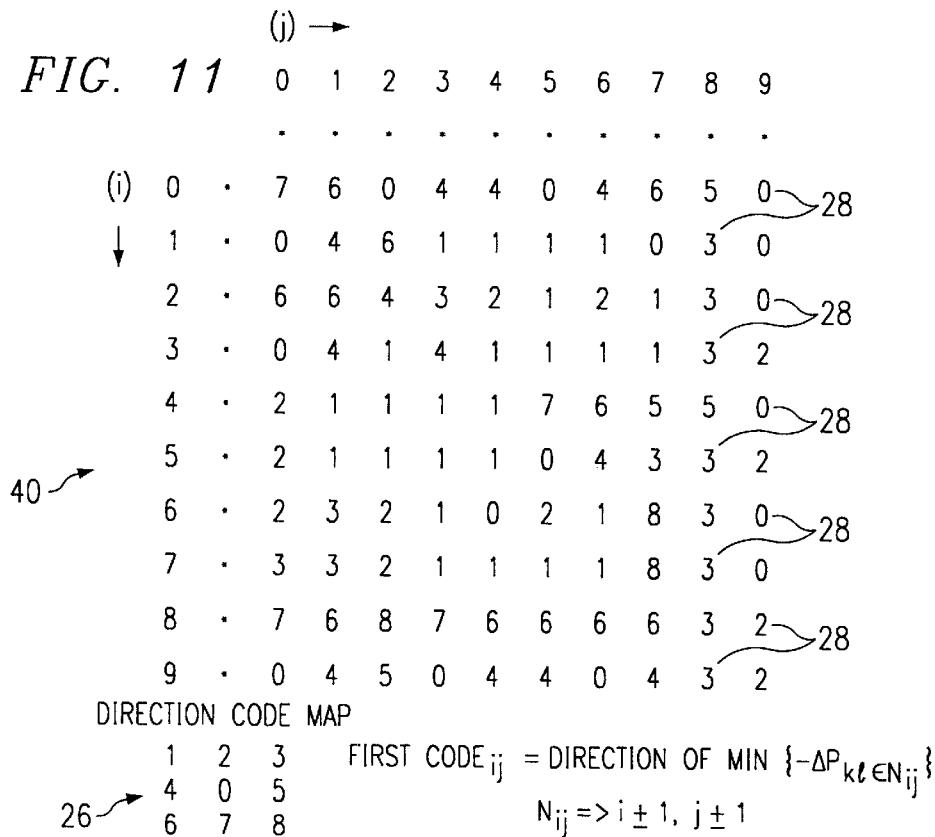 (j) →
FIG. 11 0 1 2 3 4 5 6 7 8 9
. . . . . . . . . .
(i) 0 · 7 6 0 4 4 0 4 6 5 0 28
↓ 1 · 0 4 6 1 1 1 1 0 3 0
2 · 6 6 4 3 2 1 2 1 3 0 28
3 · 0 4 1 4 1 1 1 1 3 2
4 · 2 1 1 1 1 7 6 5 5 0 28
40 5 · 2 1 1 1 1 0 4 3 3 2
6 · 2 3 2 1 0 2 1 8 3 0 28
7 · 3 3 2 1 1 1 1 8 3 0
8 · 7 6 8 7 6 6 6 6 3 2 28
9 · 0 4 5 0 4 4 0 4 3 2
DIRECTION CODE MAP
1 2 3 FIRST CODE ij = DIRECTION OF MIN {-ΔP kℓ∈N ij}
26 4 0 5
6 7 8 N ij => i ± 1, j ± 1